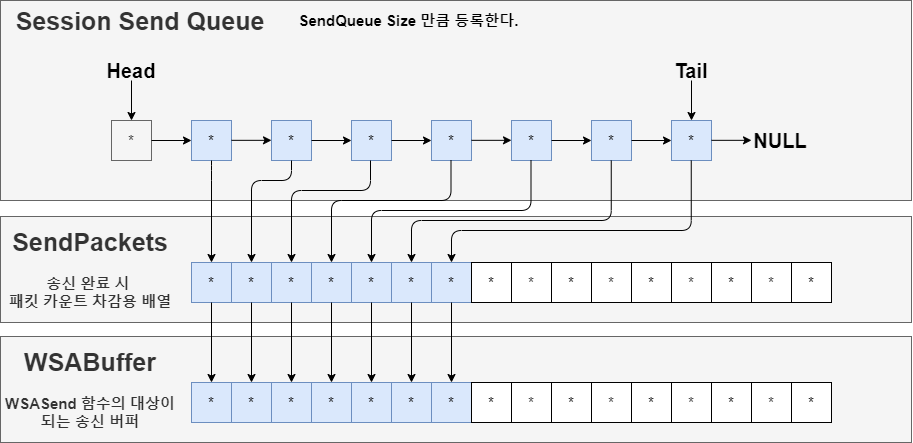 Session Send Queue
SendQueue Size 만큼 등록한다.
Head
Tail
* * * * * * * *
NULL
SendPackets
송신 완료 시
패킷 카운트 차감용 배열
* * * * * * * * * * * * * * * *
WSABuffer
WSASend 함수의 대상이
되는 송신 버퍼
* * * * * * * * * * * * * * * *